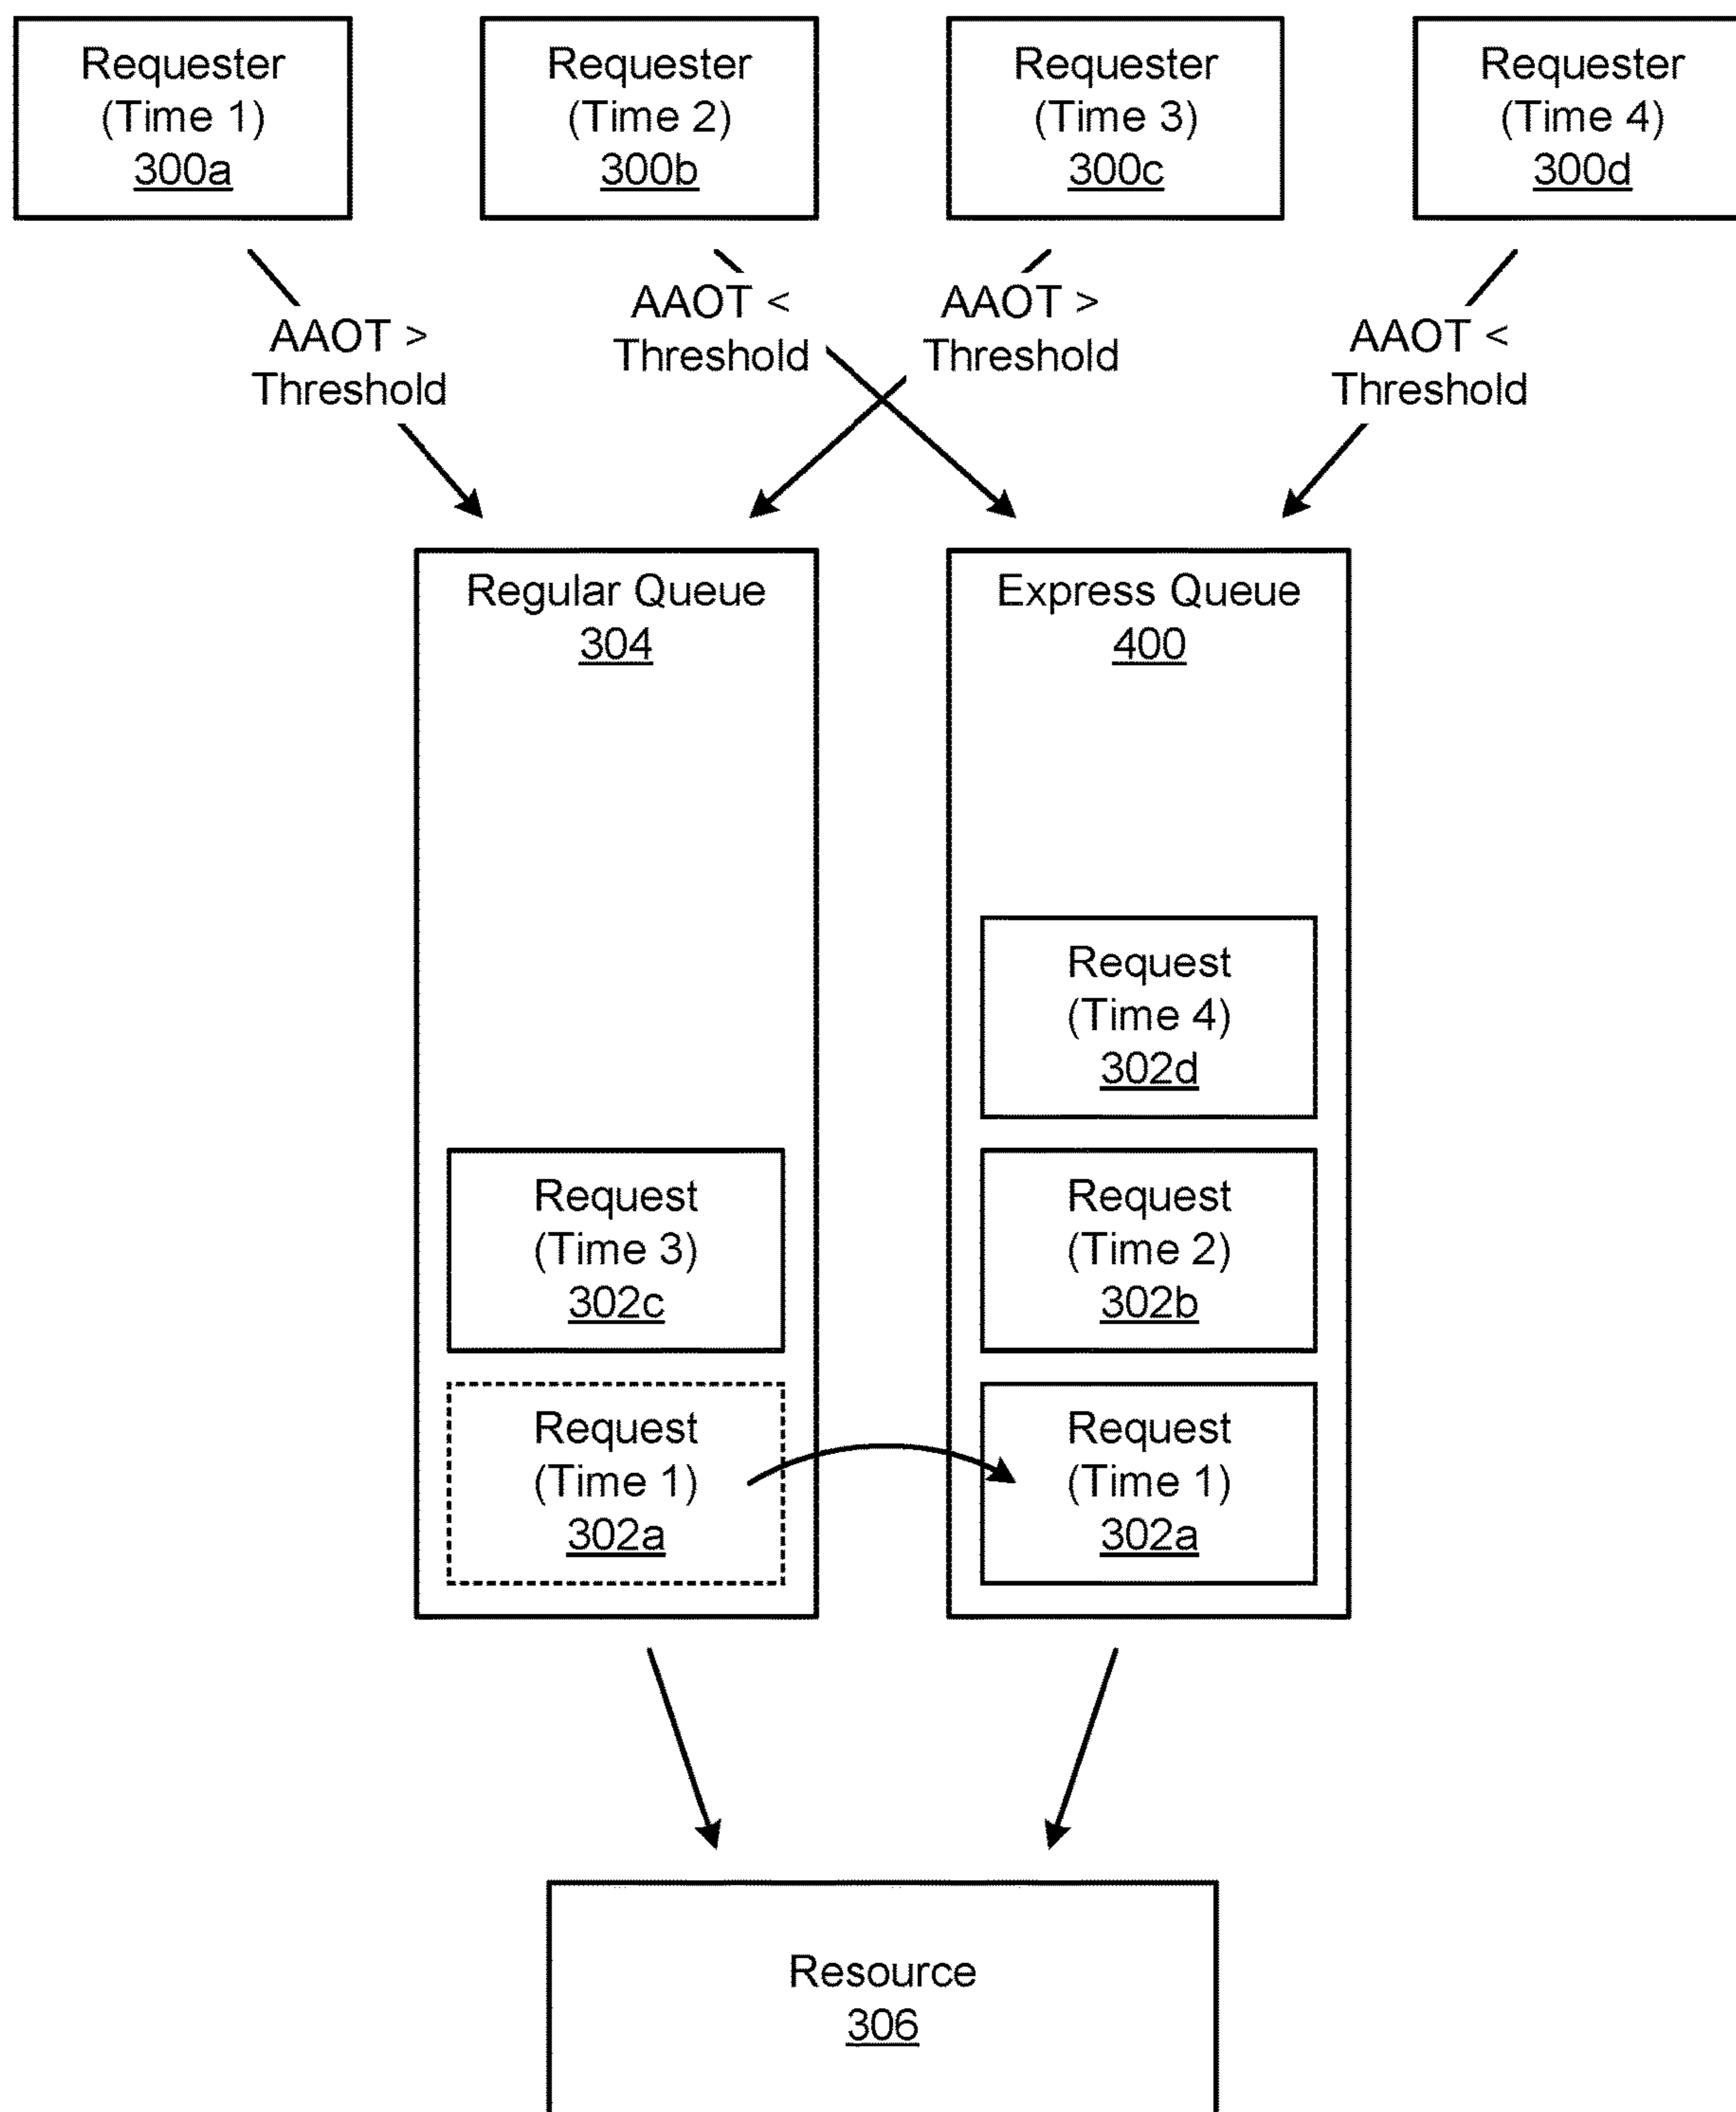 Requester
(Time 1)
300a
Requester
(Time 2)
300b
Requester
(Time 3)
300c
Requester
(Time 4)
300d
AAOT >
Threshold
AAOT <
Threshold
AAOT >
Threshold
AAOT <
Threshold
Regular Queue
304
Request
(Time 3)
302c
Request
(Time 1)
302a
Express Queue
400
Request
(Time 4)
302d
Request
(Time 2)
302b
Request
(Time 1)
302a
Resource
306